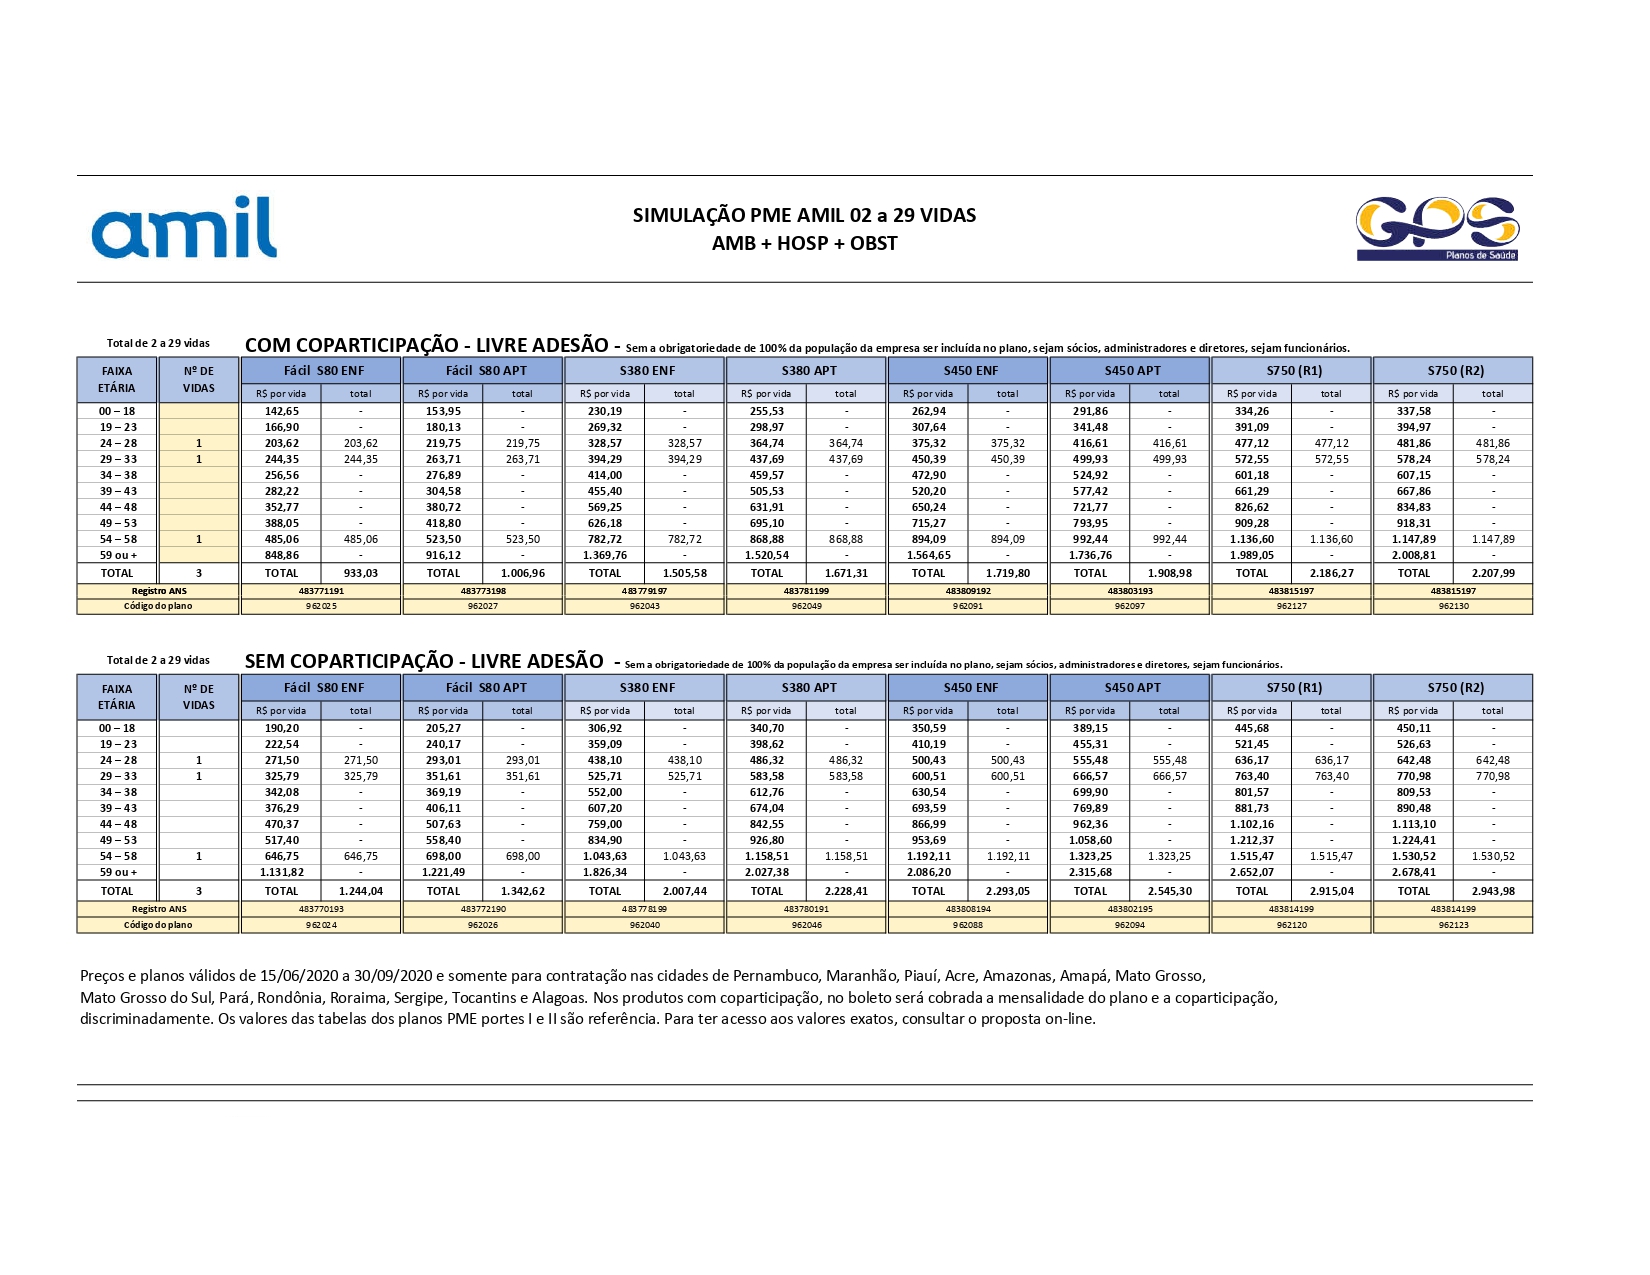 amil
SIMULAÇÃO PME AMIL 02 a 29 VIDAS
AMB + HOSP + OBST
GPS
Planos de Saúde
Total de 2 a 29 vidas COM COPARTICIPAÇÃO - LIVRE ADESÃO - Sem a obrigatoriedade de 100% da população da empresa ser incluída no plano, sejam sócios, administradores e diretores, sejam funcionários.
FAIXA ETÁRIA Nº DE VIDAS Fácil S80 ENF Fácil S80 APT S380 ENF S380 APT S450 ENF S450 APT S750 (R1) S750 (R2)
R$ por vida total R$ por vida total R$ por vida total R$ por vida total R$ por vida total R$ por vida total R$ por vida total R$ por vida total
00 – 18 142,65 - 153,95 - 230,19 - 255,53 - 262,94 - 291,86 - 334,26 - 337,58 -
19 – 23 166,90 - 180,13 - 269,32 - 298,97 - 307,64 - 341,48 - 391,09 - 394,97 -
24 – 28 1 203,62 203,62 219,75 219,75 328,57 328,57 364,74 364,74 375,32 375,32 416,61 416,61 477,12 477,12 481,86 481,86
29 – 33 1 244,35 244,35 263,71 263,71 394,29 394,29 437,69 437,69 450,39 450,39 499,93 499,93 572,55 572,55 578,24 578,24
34 – 38 256,56 - 276,89 - 414,00 - 459,57 - 472,90 - 524,92 - 601,18 - 607,15 -
39 – 43 282,22 - 304,58 - 455,40 - 505,53 - 520,20 - 577,42 - 661,29 - 667,86 -
44 – 48 352,77 - 380,72 - 569,25 - 631,91 - 650,24 - 721,77 - 826,62 - 834,83 -
49 – 53 388,05 - 418,80 - 626,18 - 695,10 - 715,27 - 793,95 - 909,28 - 918,31 -
54 – 58 1 485,06 485,06 523,50 523,50 782,72 782,72 868,88 868,88 894,09 894,09 992,44 992,44 1.136,60 1.136,60 1.147,89 1.147,89
59 ou + 848,86 - 916,12 - 1.369,76 - 1.520,54 - 1.564,65 - 1.736,76 - 1.989,05 - 2.008,81 -
TOTAL 3 TOTAL 933,03 TOTAL 1.006,96 TOTAL 1.505,58 TOTAL 1.671,31 TOTAL 1.719,80 TOTAL 1.908,98 TOTAL 2.186,27 TOTAL 2.207,99
Registro ANS 483771191 483773198 483779197 483781199 483809192 483803193 483815197 483815197
Código do plano 962025 962027 962043 962049 962091 962097 962127 962130
Total de 2 a 29 vidas SEM COPARTICIPAÇÃO - LIVRE ADESÃO - Sem a obrigatoriedade de 100% da população da empresa ser incluída no plano, sejam sócios, administradores e diretores, sejam funcionários.
FAIXA ETÁRIA Nº DE VIDAS Fácil S80 ENF Fácil S80 APT S380 ENF S380 APT S450 ENF S450 APT S750 (R1) S750 (R2)
R$ por vida total R$ por vida total R$ por vida total R$ por vida total R$ por vida total R$ por vida total R$ por vida total R$ por vida total
00 – 18 190,20 - 205,27 - 306,92 - 340,70 - 350,59 - 389,15 - 445,68 - 450,11 -
19 – 23 222,54 - 240,17 - 359,09 - 398,62 - 410,19 - 455,31 - 521,45 - 526,63 -
24 – 28 1 271,50 271,50 293,01 293,01 438,10 438,10 486,32 486,32 500,43 500,43 555,48 555,48 636,17 636,17 642,48 642,48
29 – 33 1 325,79 325,79 351,61 351,61 525,71 525,71 583,58 583,58 600,51 600,51 666,57 666,57 763,40 763,40 770,98 770,98
34 – 38 342,08 - 369,19 - 552,00 - 612,76 - 630,54 - 699,90 - 801,57 - 809,53 -
39 – 43 376,29 - 406,11 - 607,20 - 674,04 - 693,59 - 769,89 - 881,73 - 890,48 -
44 – 48 470,37 - 507,63 - 759,00 - 842,55 - 866,99 - 962,36 - 1.102,16 - 1.113,10 -
49 – 53 517,40 - 558,40 - 834,90 - 926,80 - 953,69 - 1.058,60 - 1.212,37 - 1.224,41 -
54 – 58 1 646,75 646,75 698,00 698,00 1.043,63 1.043,63 1.158,51 1.158,51 1.192,11 1.192,11 1.323,25 1.323,25 1.515,47 1.515,47 1.530,52 1.530,52
59 ou + 1.131,82 - 1.221,49 - 1.826,34 - 2.027,38 - 2.086,20 - 2.315,68 - 2.652,07 - 2.678,41 -
TOTAL 3 TOTAL 1.244,04 TOTAL 1.342,62 TOTAL 2.007,44 TOTAL 2.228,41 TOTAL 2.293,05 TOTAL 2.545,30 TOTAL 2.915,04 TOTAL 2.943,98
Registro ANS 483770193 483772190 483778199 483780191 483808194 483802195 483814199 483814199
Código do plano 962024 962026 962040 962046 962088 962094 962120 962123
Preços e planos válidos de 15/06/2020 a 30/09/2020 e somente para contratação nas cidades de Pernambuco, Maranhão, Piauí, Acre, Amazonas, Amapá, Mato Grosso,
Mato Grosso do Sul, Pará, Rondônia, Roraima, Sergipe, Tocantins e Alagoas. Nos produtos com coparticipação, no boleto será cobrada a mensalidade do plano e a coparticipação,
discriminadamente. Os valores das tabelas dos planos PME portes I e II são referência. Para ter acesso aos valores exatos, consultar o proposta on-line.